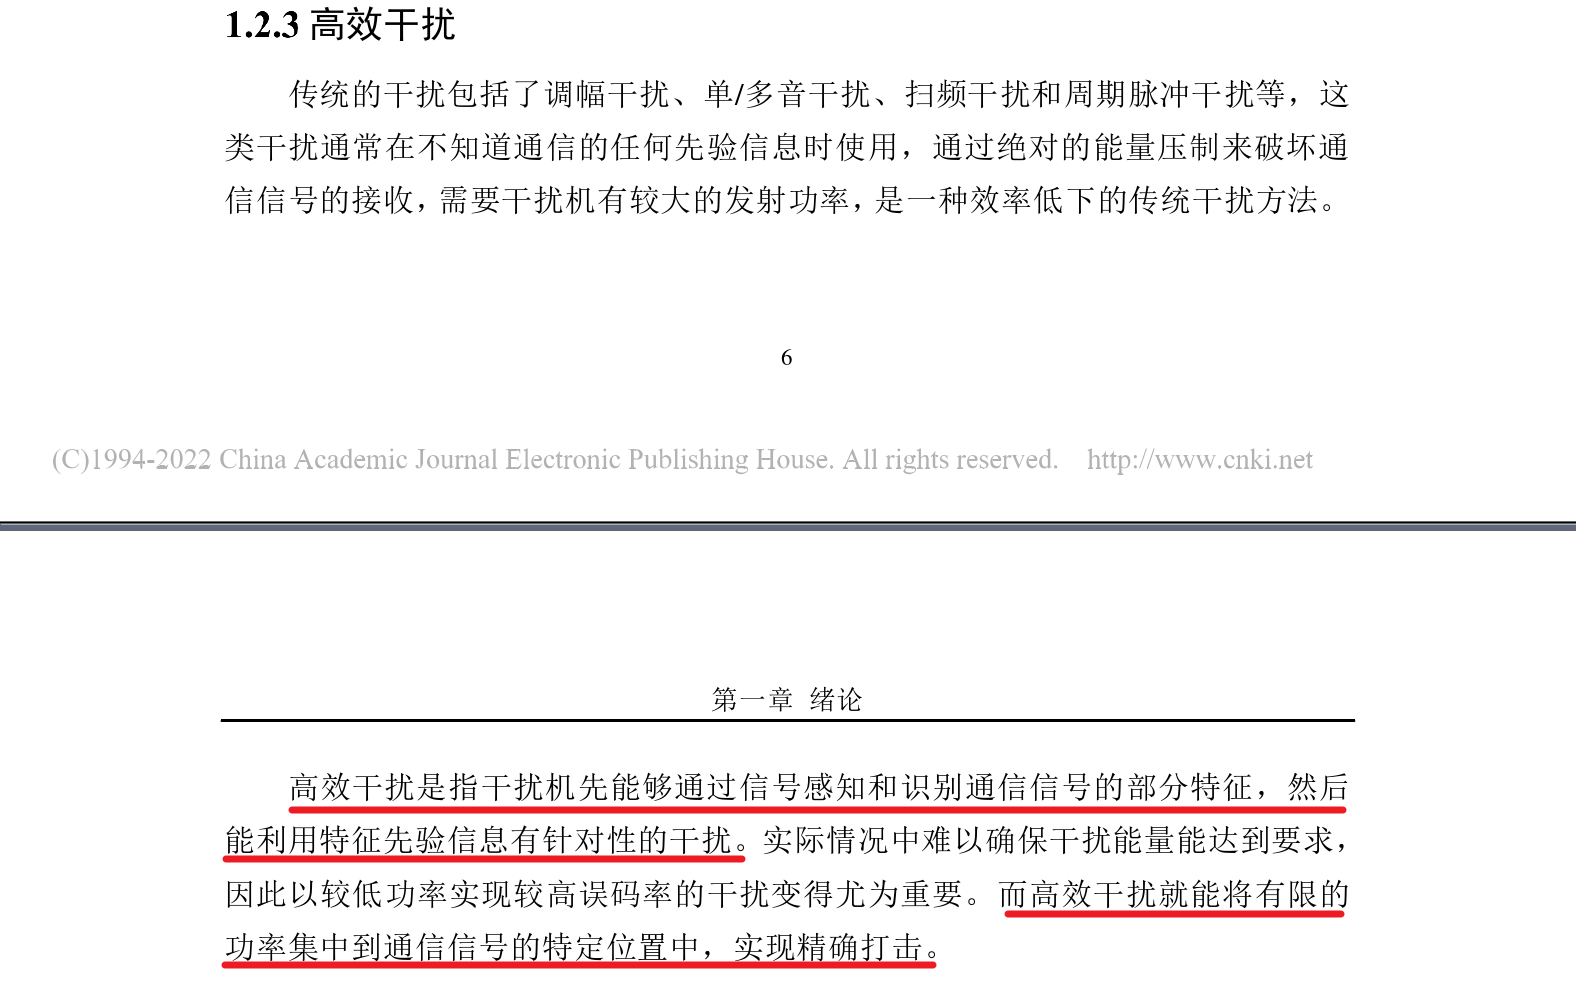 1.2.3 高效干扰
传统的干扰包括了调幅干扰、单/多音干扰、扫频干扰和周期脉冲干扰等，这
类干扰通常在不知道通信的任何先验信息时使用，通过绝对的能量压制来破坏通
信信号的接收，需要干扰机有较大的发射功率，是一种效率低下的传统干扰方法。
6
(C)1994-2022 China Academic Journal Electronic Publishing House. All rights reserved. http://www.cnki.net
第一章 绪论
高效干扰是指干扰机先能够通过信号感知和识别通信信号的部分特征，然后
能利用特征先验信息有针对性的干扰。实际情况中难以确保干扰能量能达到要求，
因此以较低功率实现较高误码率的干扰变得尤为重要。而高效干扰就能将有限的
功率集中到通信信号的特定位置中，实现精确打击。